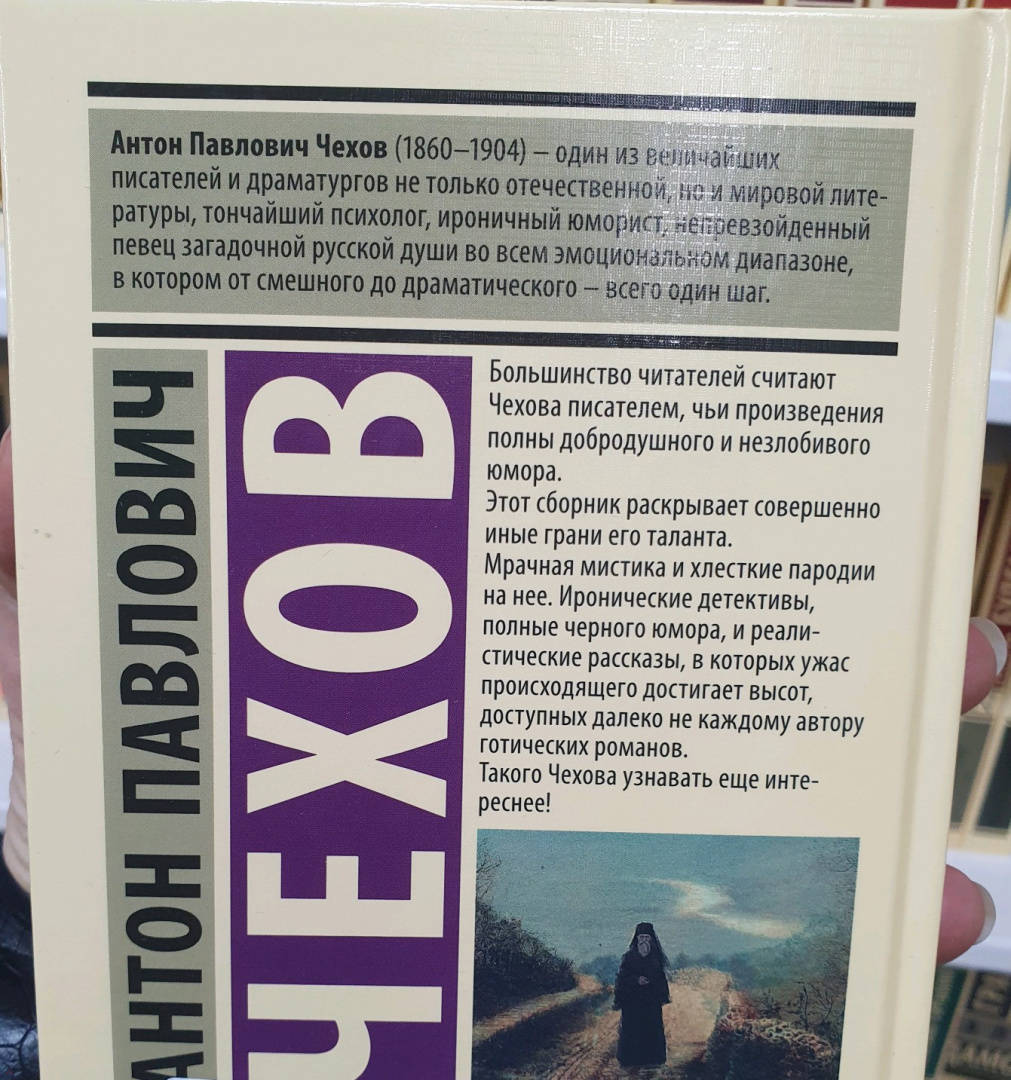 Антон Павлович Чехов (1860–1904) – один из величайших
писателей и драматургов не только отечественной, но и мировой лите-
ратуры, тончайший психолог, ироничный юморист, непревзойденный
певец загадочной русской души во всем эмоциональном диапазоне,
в котором от смешного до драматического – всего один шаг.
АНТОН ПАВЛОВИЧ
ЧЕХОВ
Большинство читателей считают
Чехова писателем, чьи произведения
полны добродушного и незлобивого
юмора.
Этот сборник раскрывает совершенно
иные грани его таланта.
Мрачная мистика и хлесткие пародии
на нее. Иронические детективы,
полные черного юмора, и реали-
стические рассказы, в которых ужас
происходящего достигает высот,
доступных далеко не каждому автору
готических романов.
Такого Чехова узнавать еще инте-
реснее!